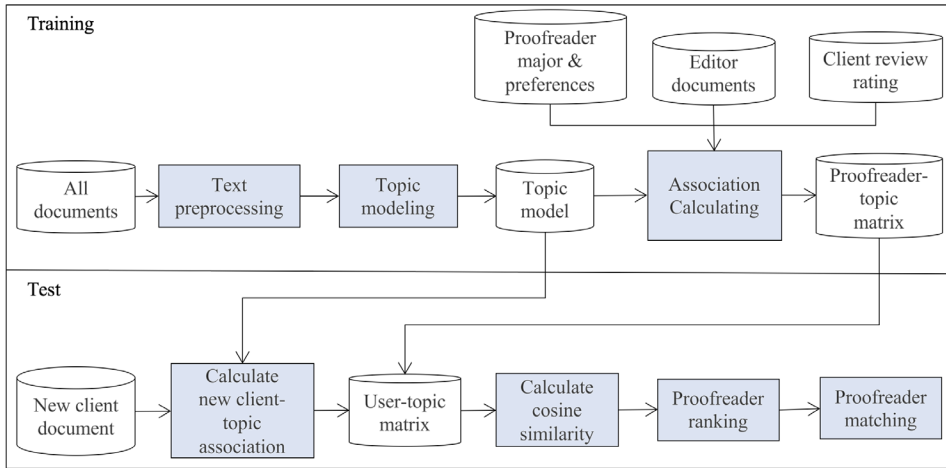 Training
Proofreader
major &
preferences
Editor
documents
Client review
rating
All
documents
Text
preprocessing
Topic
modeling
Topic
model
Association
Calculating
Proofreader-
topic
matrix
Test
New client
document
Calculate
new client-
topic
association
User-topic
matrix
Calculate
cosine
similarity
Proofreader
ranking
Proofreader
matching